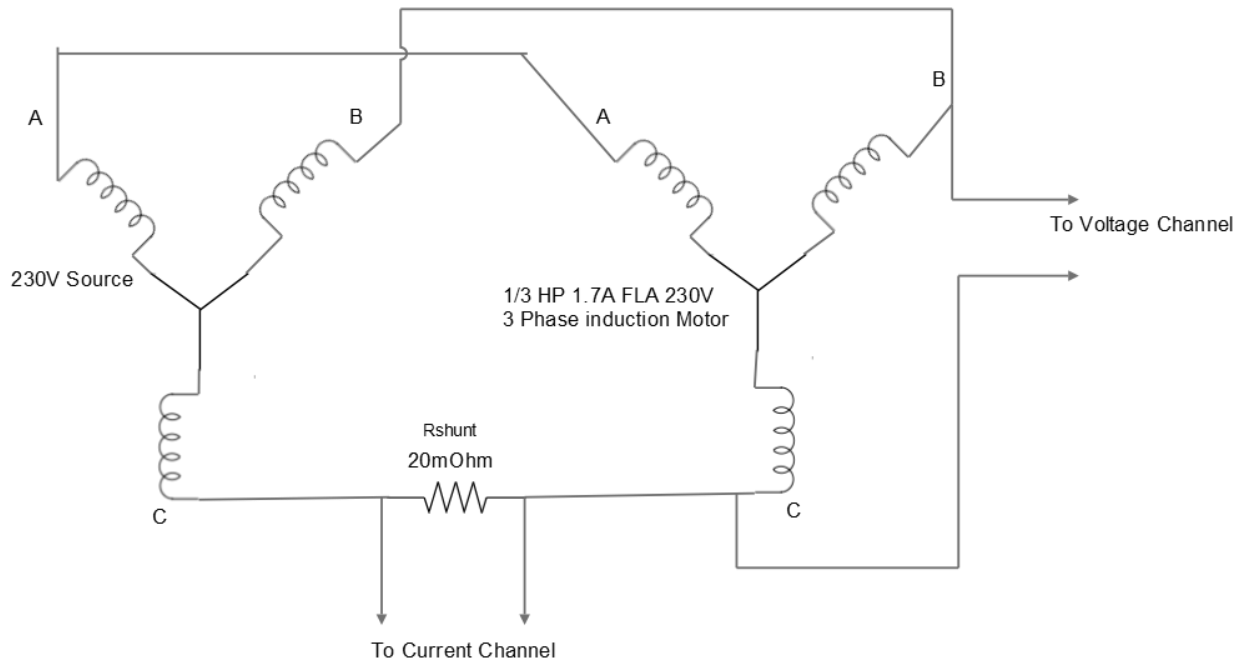 A
B
A
B
To Voltage Channel
230V Source
1/3 HP 1.7A FLA 230V
3 Phase induction Motor
Rshunt
20mOhm
C
C
To Current Channel